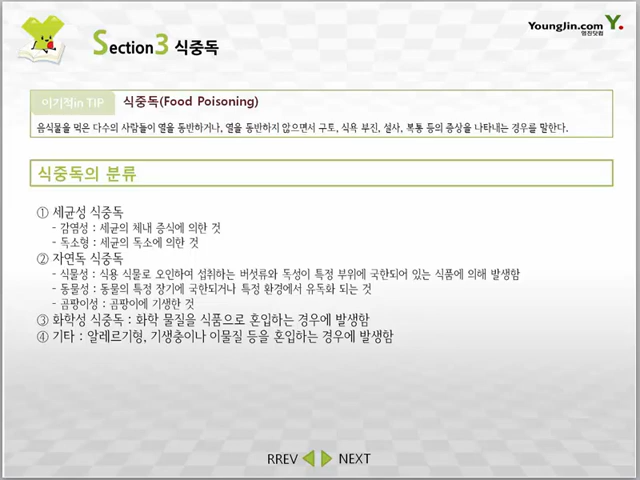 Section3 식중독
YoungJin.com Y.
영진닷컴
이기적in TIP 식중독(Food Poisoning)
음식물을 먹은 다수의 사람들이 열을 동반하거나, 열을 동반하지 않으면서 구토, 식욕 부진, 설사, 복통 등의 증상을 나타내는 경우를 말한다.
식중독의 분류
① 세균성 식중독
- 감염성 : 세균의 체내 증식에 의한 것
- 독소형 : 세균의 독소에 의한 것
② 자연독 식중독
- 식물성 : 식용 식물로 오인하여 섭취하는 버섯류와 독성이 특정 부위에 국한되어 있는 식품에 의해 발생함
- 동물성 : 동물의 특정 장기에 국한되거나 특정 환경에서 유독화 되는 것
- 곰팡이성 : 곰팡이에 기생한 것
③ 화학성 식중독 : 화학 물질을 식품으로 혼입하는 경우에 발생함
④ 기타 : 알레르기형, 기생충이나 이물질 등을 혼입하는 경우에 발생함
RREV NEXT